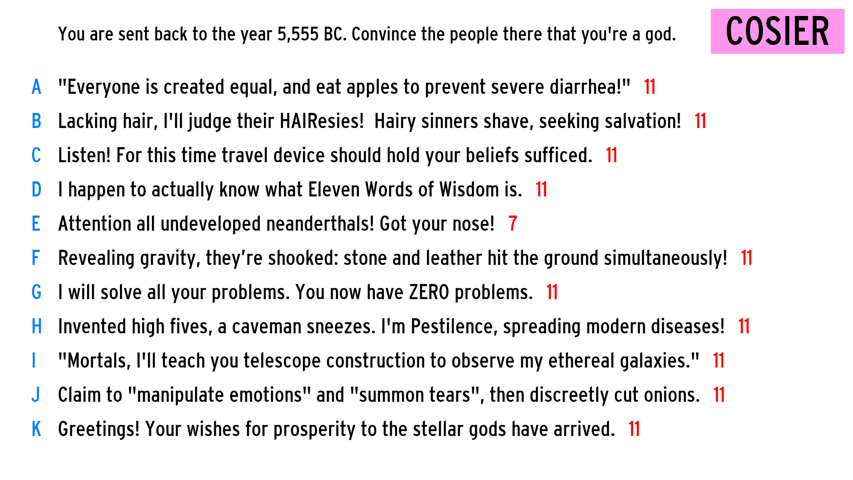 You are sent back to the year 5,555 BC. Convince the people there that you're a god.
COSIER
A "Everyone is created equal, and eat apples to prevent severe diarrhea!" 11
B Lacking hair, I'll judge their HAIResies! Hairy sinners shave, seeking salvation! 11
C Listen! For this time travel device should hold your beliefs sufficed. 11
D I happen to actually know what Eleven Words of Wisdom is. 11
E Attention all undeveloped neanderthals! Got your nose! 7
F Revealing gravity, they’re shooked: stone and leather hit the ground simultaneously! 11
G I will solve all your problems. You now have ZERO problems. 11
H Invented high fives, a caveman sneezes. I'm Pestilence, spreading modern diseases! 11
I "Mortals, I'll teach you telescope construction to observe my ethereal galaxies." 11
J Claim to "manipulate emotions" and "summon tears", then discreetly cut onions. 11
K Greetings! Your wishes for prosperity to the stellar gods have arrived. 11